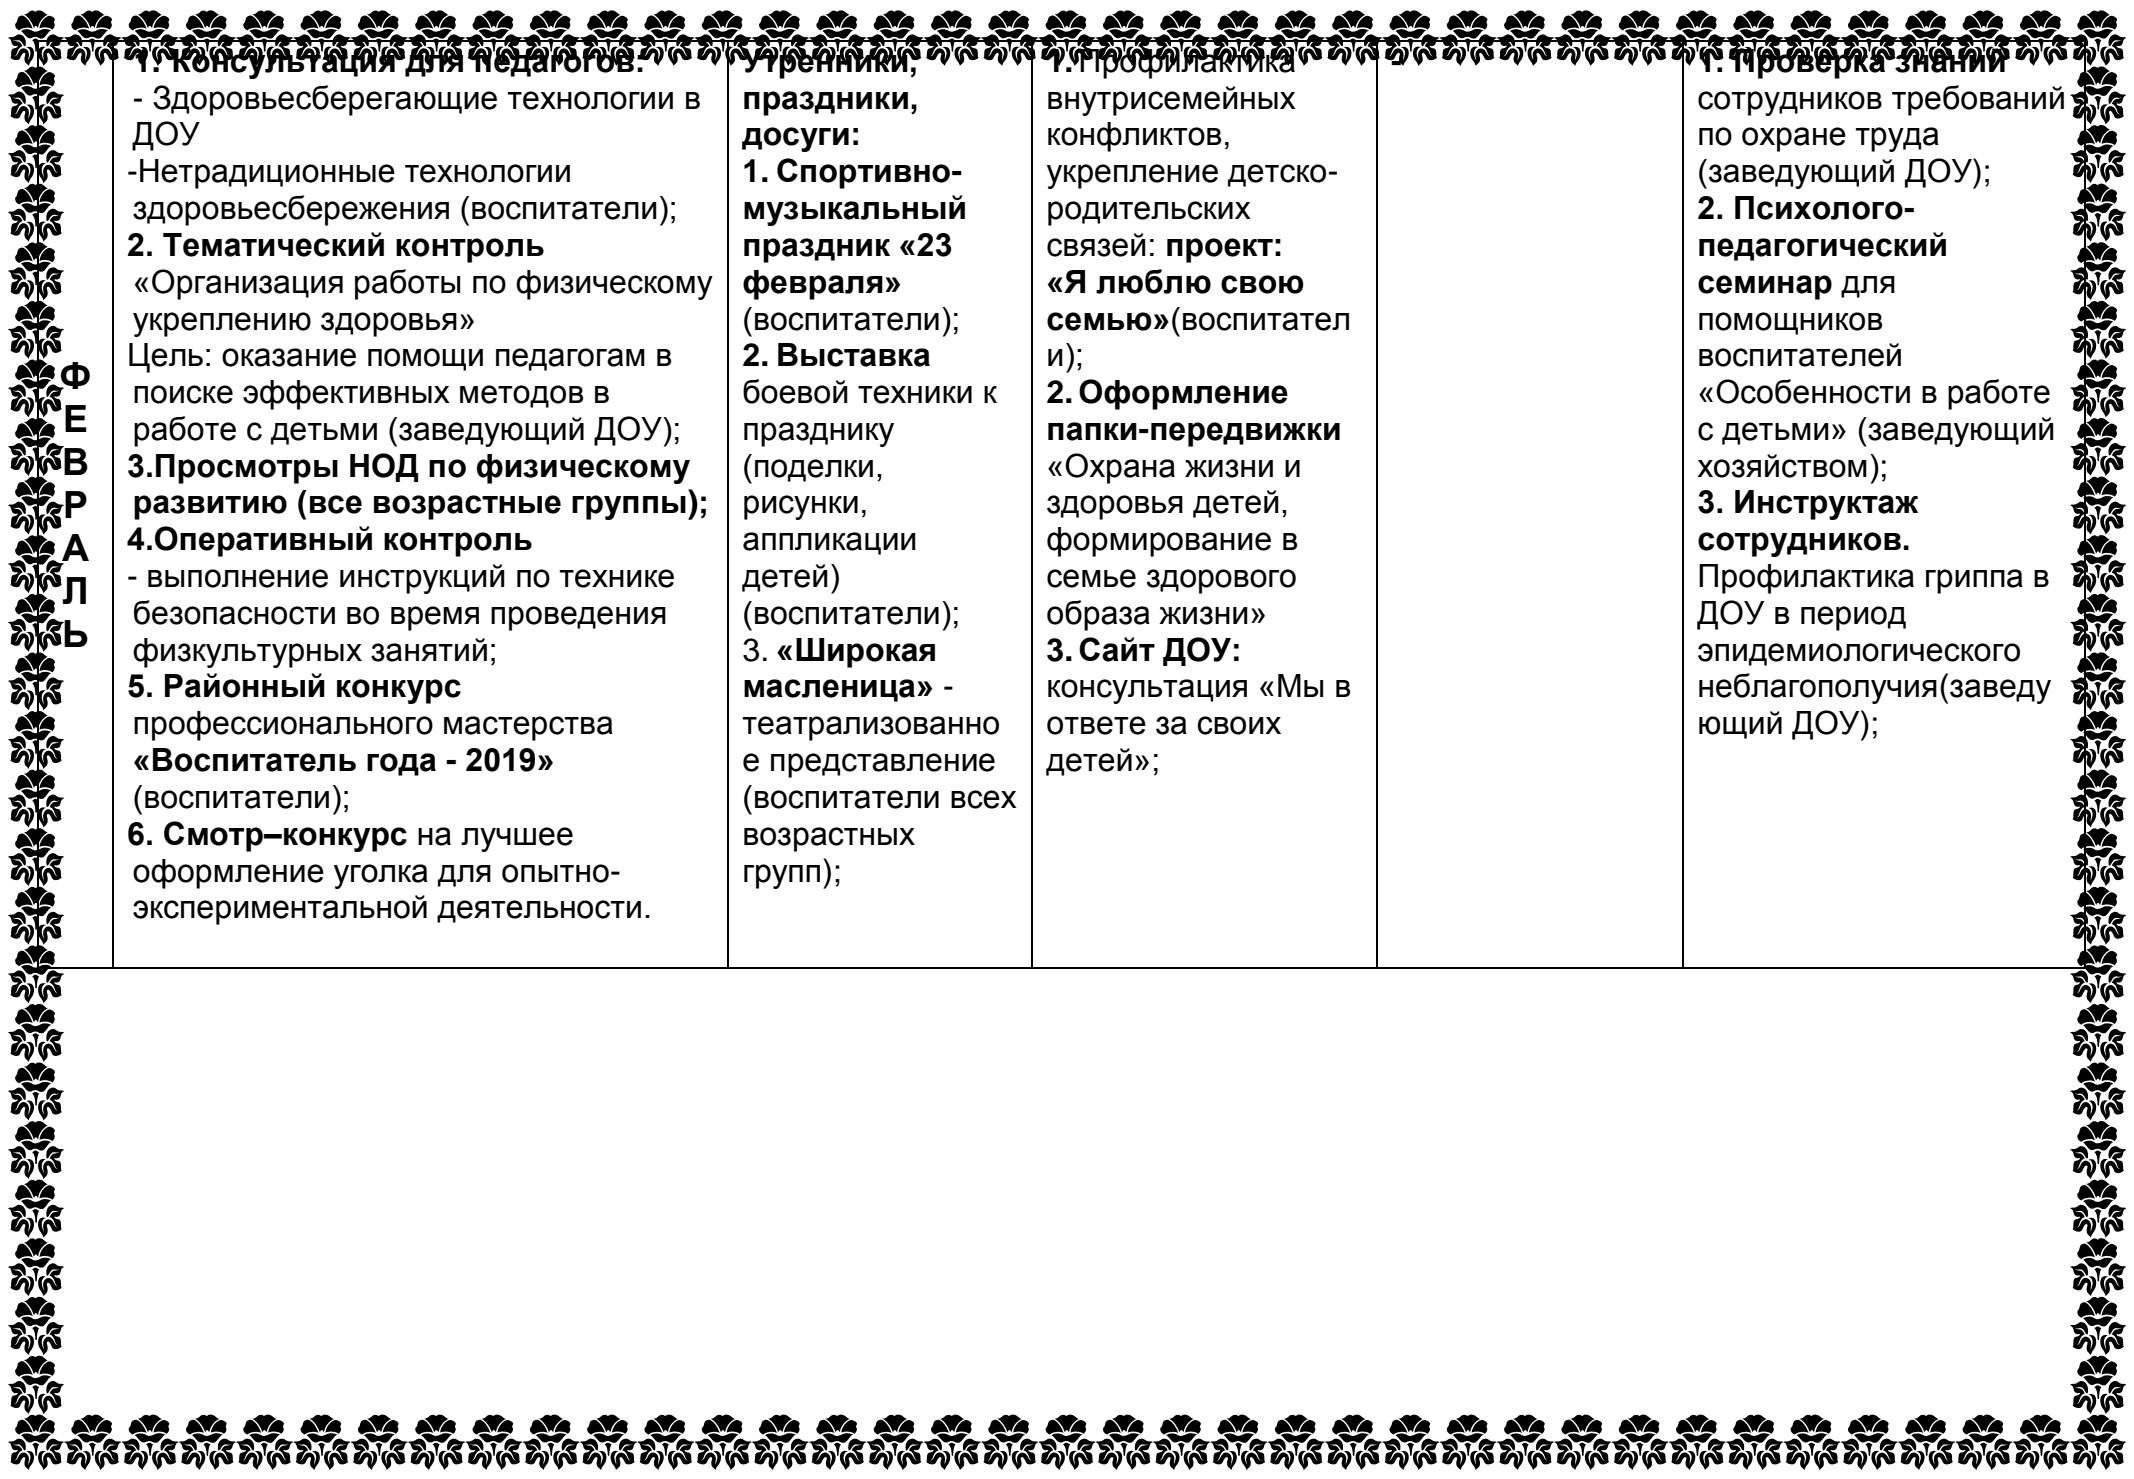 ФЕВРАЛЬ
1. Консультация для педагогов:
- Здоровьесберегающие технологии в
ДОУ
-Нетрадиционные технологии
здоровьесбережения (воспитатели);
2. Тематический контроль
«Организация работы по физическому
укреплению здоровья»
Цель: оказание помощи педагогам в
поиске эффективных методов в
работе с детьми (заведующий ДОУ);
3.Просмотры НОД по физическому
развитию (все возрастные группы);
4.Оперативный контроль
- выполнение инструкций по технике
безопасности во время проведения
физкультурных занятий;
5. Районный конкурс
профессионального мастерства
«Воспитатель года - 2019»
(воспитатели);
6. Смотр–конкурс на лучшее
оформление уголка для опытно-
экспериментальной деятельности.
Утренники,
праздники,
досуги:
1. Спортивно-
музыкальный
праздник «23
февраля»
(воспитатели);
2. Выставка
боевой техники к
празднику
(поделки,
рисунки,
аппликации
детей)
(воспитатели);
3. «Широкая
масленица» -
театрализованно
е представление
(воспитатели всех
возрастных
групп);
1. Профилактика
внутрисемейных
конфликтов,
укрепление детско-
родительских
связей: проект:
«Я люблю свою
семью»(воспитател
и);
2. Оформление
папки-передвижки
«Охрана жизни и
здоровья детей,
формирование в
семье здорового
образа жизни»
3. Сайт ДОУ:
консультация «Мы в
ответе за своих
детей»;
-
1. Проверка знаний
сотрудников требований
по охране труда
(заведующий ДОУ);
2. Психолого-
педагогический
семинар для
помощников
воспитателей
«Особенности в работе
с детьми» (заведующий
хозяйством);
3. Инструктаж
сотрудников.
Профилактика гриппа в
ДОУ в период
эпидемиологического
неблагополучия(заведу
ющий ДОУ);